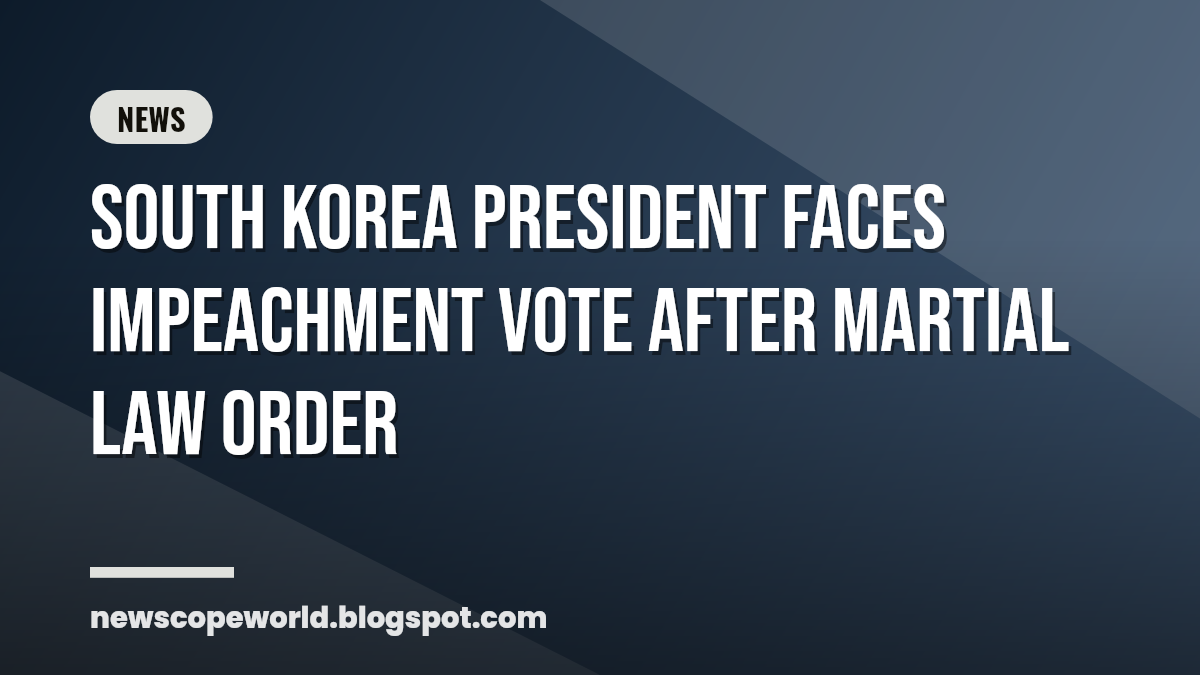 NEWS
SOUTH KOREA PRESIDENT FACES
IMPEACHMENT VOTE AFTER MARTIAL
LAW ORDER
newscopeworld.blogspot.com